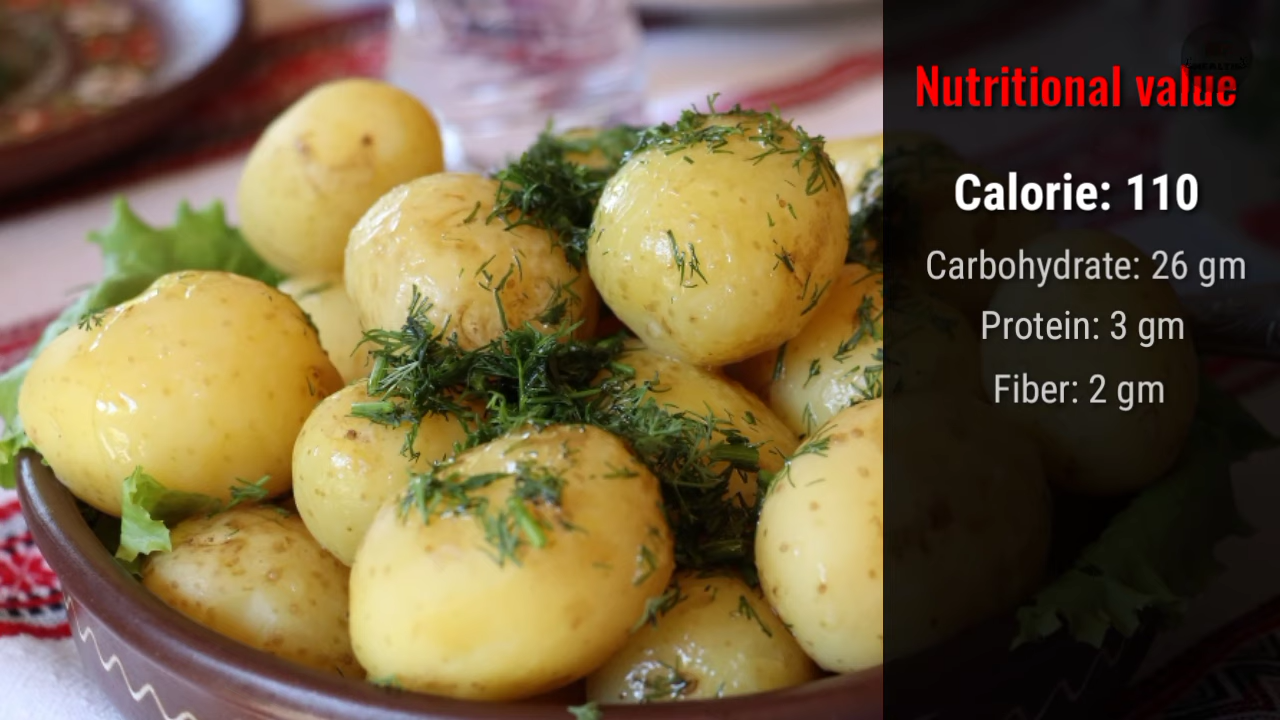 Nutritional value
Calorie: 110
Carbohydrate: 26 gm
Protein: 3 gm
Fiber: 2 gm